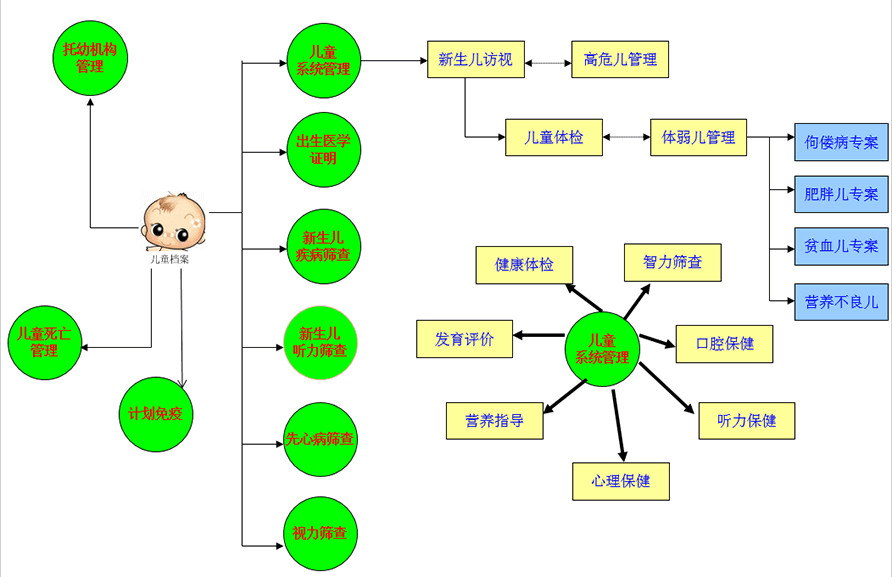 托幼机构
管理
儿童
系统管理
新生儿访视
高危儿管理
儿童体检
体弱儿管理
佝偻病专案
出生医学
证明
肥胖儿专案
儿童档案
新生儿
疾病筛查
贫血儿专案
健康体检
智力筛查
营养不良儿
儿童死亡
管理
新生儿
听力筛查
发育评价
儿童
系统管理
口腔保健
计划免疫
先心病筛查
营养指导
听力保健
心理保健
视力筛查